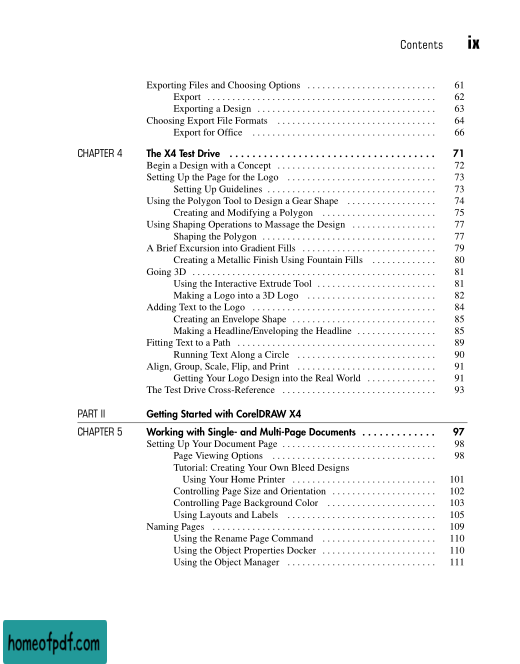 Contents ix
Exporting Files and Choosing Options . . . . . . . . . . . . . . . . . . . . . . . . . . 61
Export . . . . . . . . . . . . . . . . . . . . . . . . . . . . . . . . . . . . . . . . . . . . . . 62
Exporting a Design . . . . . . . . . . . . . . . . . . . . . . . . . . . . . . . . . . . . 63
Choosing Export File Formats . . . . . . . . . . . . . . . . . . . . . . . . . . . . . . . . 64
Export for Office . . . . . . . . . . . . . . . . . . . . . . . . . . . . . . . . . . . . . 66
CHAPTER 4 The X4 Test Drive . . . . . . . . . . . . . . . . . . . . . . . . . . . . . . . . . . . . 71
Begin a Design with a Concept . . . . . . . . . . . . . . . . . . . . . . . . . . . . . . . . 72
Setting Up the Page for the Logo . . . . . . . . . . . . . . . . . . . . . . . . . . . . . . 73
Setting Up Guidelines . . . . . . . . . . . . . . . . . . . . . . . . . . . . . . . . . . 73
Using the Polygon Tool to Design a Gear Shape . . . . . . . . . . . . . . . . . . 74
Creating and Modifying a Polygon . . . . . . . . . . . . . . . . . . . . . . . 75
Using Shaping Operations to Massage the Design . . . . . . . . . . . . . . . . . 77
Shaping the Polygon . . . . . . . . . . . . . . . . . . . . . . . . . . . . . . . . . . . 77
A Brief Excursion into Gradient Fills . . . . . . . . . . . . . . . . . . . . . . . . . . . 79
Creating a Metallic Finish Using Fountain Fills . . . . . . . . . . . . . 80
Going 3D . . . . . . . . . . . . . . . . . . . . . . . . . . . . . . . . . . . . . . . . . . . . . . . . . 81
Using the Interactive Extrude Tool . . . . . . . . . . . . . . . . . . . . . . . . 81
Making a Logo into a 3D Logo . . . . . . . . . . . . . . . . . . . . . . . . . . 82
Adding Text to the Logo . . . . . . . . . . . . . . . . . . . . . . . . . . . . . . . . . . . . . 84
Creating an Envelope Shape . . . . . . . . . . . . . . . . . . . . . . . . . . . . . 85
Making a Headline/Enveloping the Headline . . . . . . . . . . . . . . . . 85
Fitting Text to a Path . . . . . . . . . . . . . . . . . . . . . . . . . . . . . . . . . . . . . . . . 89
Running Text Along a Circle . . . . . . . . . . . . . . . . . . . . . . . . . . . . 90
Align, Group, Scale, Flip, and Print . . . . . . . . . . . . . . . . . . . . . . . . . . . . 91
Getting Your Logo Design into the Real World . . . . . . . . . . . . . . 91
The Test Drive Cross-Reference . . . . . . . . . . . . . . . . . . . . . . . . . . . . . . . 93
PART II Getting Started with CorelDRAW X4
CHAPTER 5 Working with Single- and Multi-Page Documents . . . . . . . . . . . . . 97
Setting Up Your Document Page . . . . . . . . . . . . . . . . . . . . . . . . . . . . . . . 98
Page Viewing Options . . . . . . . . . . . . . . . . . . . . . . . . . . . . . . . . . 98
Tutorial: Creating Your Own Bleed Designs
Using Your Home Printer . . . . . . . . . . . . . . . . . . . . . . . . . . . . . 101
Controlling Page Size and Orientation . . . . . . . . . . . . . . . . . . . . . 102
Controlling Page Background Color . . . . . . . . . . . . . . . . . . . . . . 103
Using Layouts and Labels . . . . . . . . . . . . . . . . . . . . . . . . . . . . . . 105
Naming Pages . . . . . . . . . . . . . . . . . . . . . . . . . . . . . . . . . . . . . . . . . . . . . 109
Using the Rename Page Command . . . . . . . . . . . . . . . . . . . . . . . 110
Using the Object Properties Docker . . . . . . . . . . . . . . . . . . . . . . . 110
Using the Object Manager . . . . . . . . . . . . . . . . . . . . . . . . . . . . . . 111
homeofpdf.com